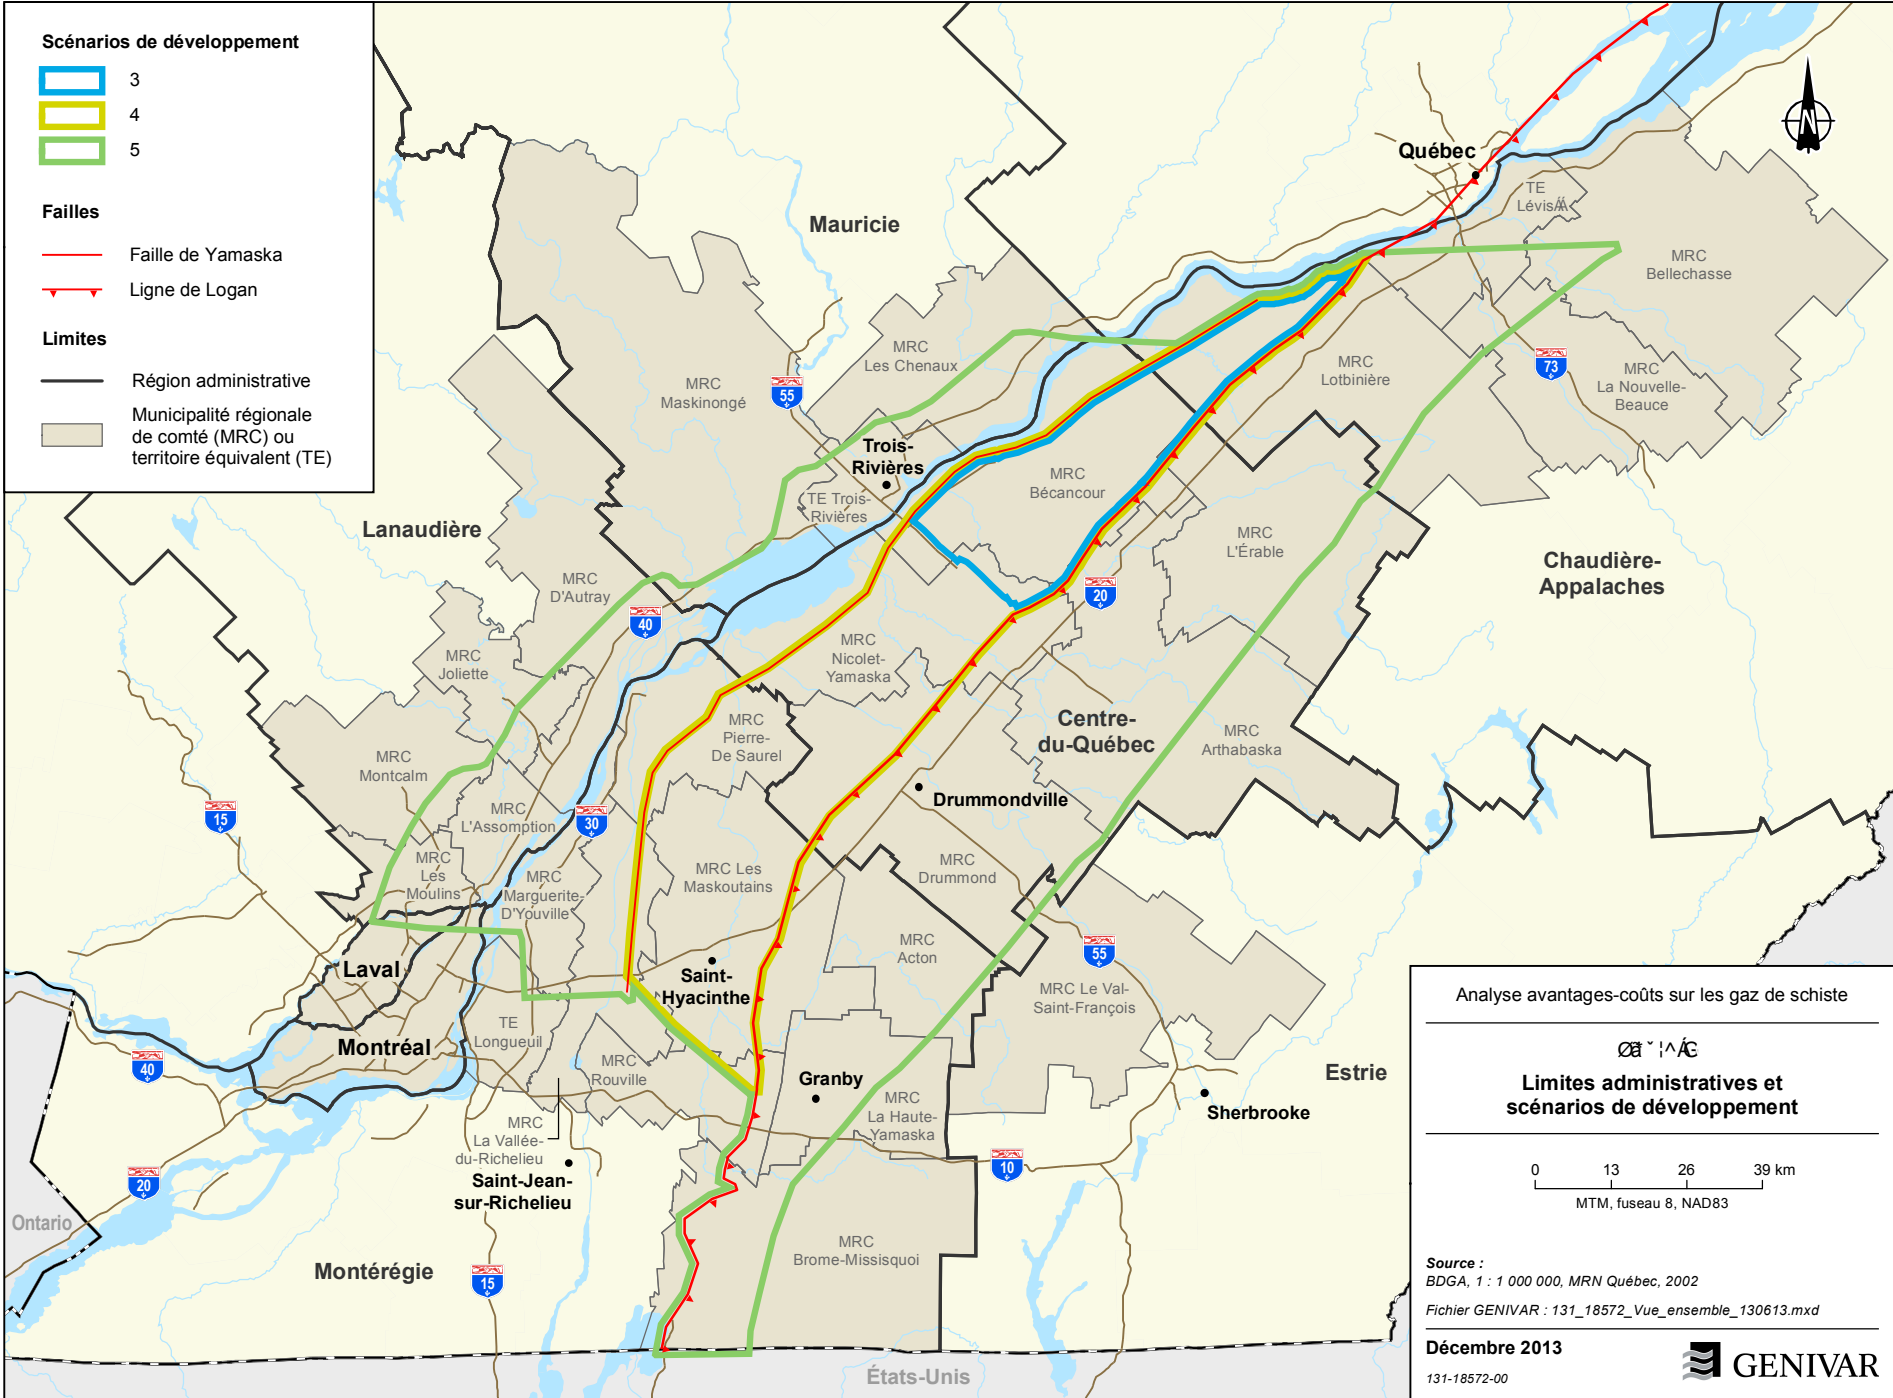 Scénarios de développement
3
4
5
Failles
Faille de Yamaska
Ligne de Logan
Limites
Région administrative
Municipalité régionale
de comté (MRC) ou
territoire équivalent (TE)
Québec
TE
Lévis
Mauricie
MRC
Bellechasse
MRC
Les Chenaux
MRC
Lotbinière
73
MRC
La Nouvelle-
Beauce
MRC
Maskinongé
55
Trois-
Rivières
MRC
Bécancour
TE Trois-
Rivières
Lanaudière
MRC
L'Érable
Chaudière-
Appalaches
MRC
D'Autray
40
20
MRC
Joliette
MRC
Nicolet-
Yamaska
MRC
Pierre-
De Saurel
Centre-
du-Québec
MRC
Arthabaska
MRC
Montcalm
15
MRC
L'Assomption
30
Drummondville
MRC
Les
Moulins
MRC
Marguerite-
D'Youville
MRC Les
Maskoutains
MRC
Drummond
MRC
Acton
55
Laval
Saint-
Hyacinthe
MRC Le Val-
Saint-François
TE
Longueuil
Montréal
40
MRC
Rouville
Granby
Estrie
MRC
La Haute-
Yamaska
Sherbrooke
MRC
La Vallée-
du-Richelieu
10
20
Saint-Jean-
sur-Richelieu
Ontario
Montérégie
15
MRC
Brome-Missisquoi
États-Unis
Analyse avantages-coûts sur les gaz de schiste
Limites administratives et
scénarios de développement
0 13 26 39 km
MTM, fuseau 8, NAD83
Source :
BDGA, 1 : 1 000 000, MRN Québec, 2002
Fichier GENIVAR : 131_18572_Vue_ensemble_130613.mxd
Décembre 2013
131-18572-00
GENIVAR